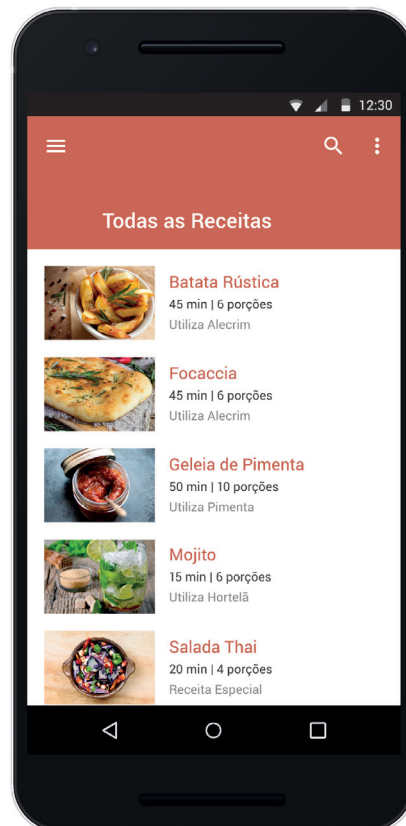 12:30
Todas as Receitas
Batata Rústica
45 min | 6 porções
Utiliza Alecrim
Focaccia
45 min | 6 porções
Utiliza Alecrim
Geleia de Pimenta
50 min | 10 porções
Utiliza Pimenta
Mojito
15 min | 6 porções
Utiliza Hortelã
Salada Thai
20 min | 4 porções
Receita Especial